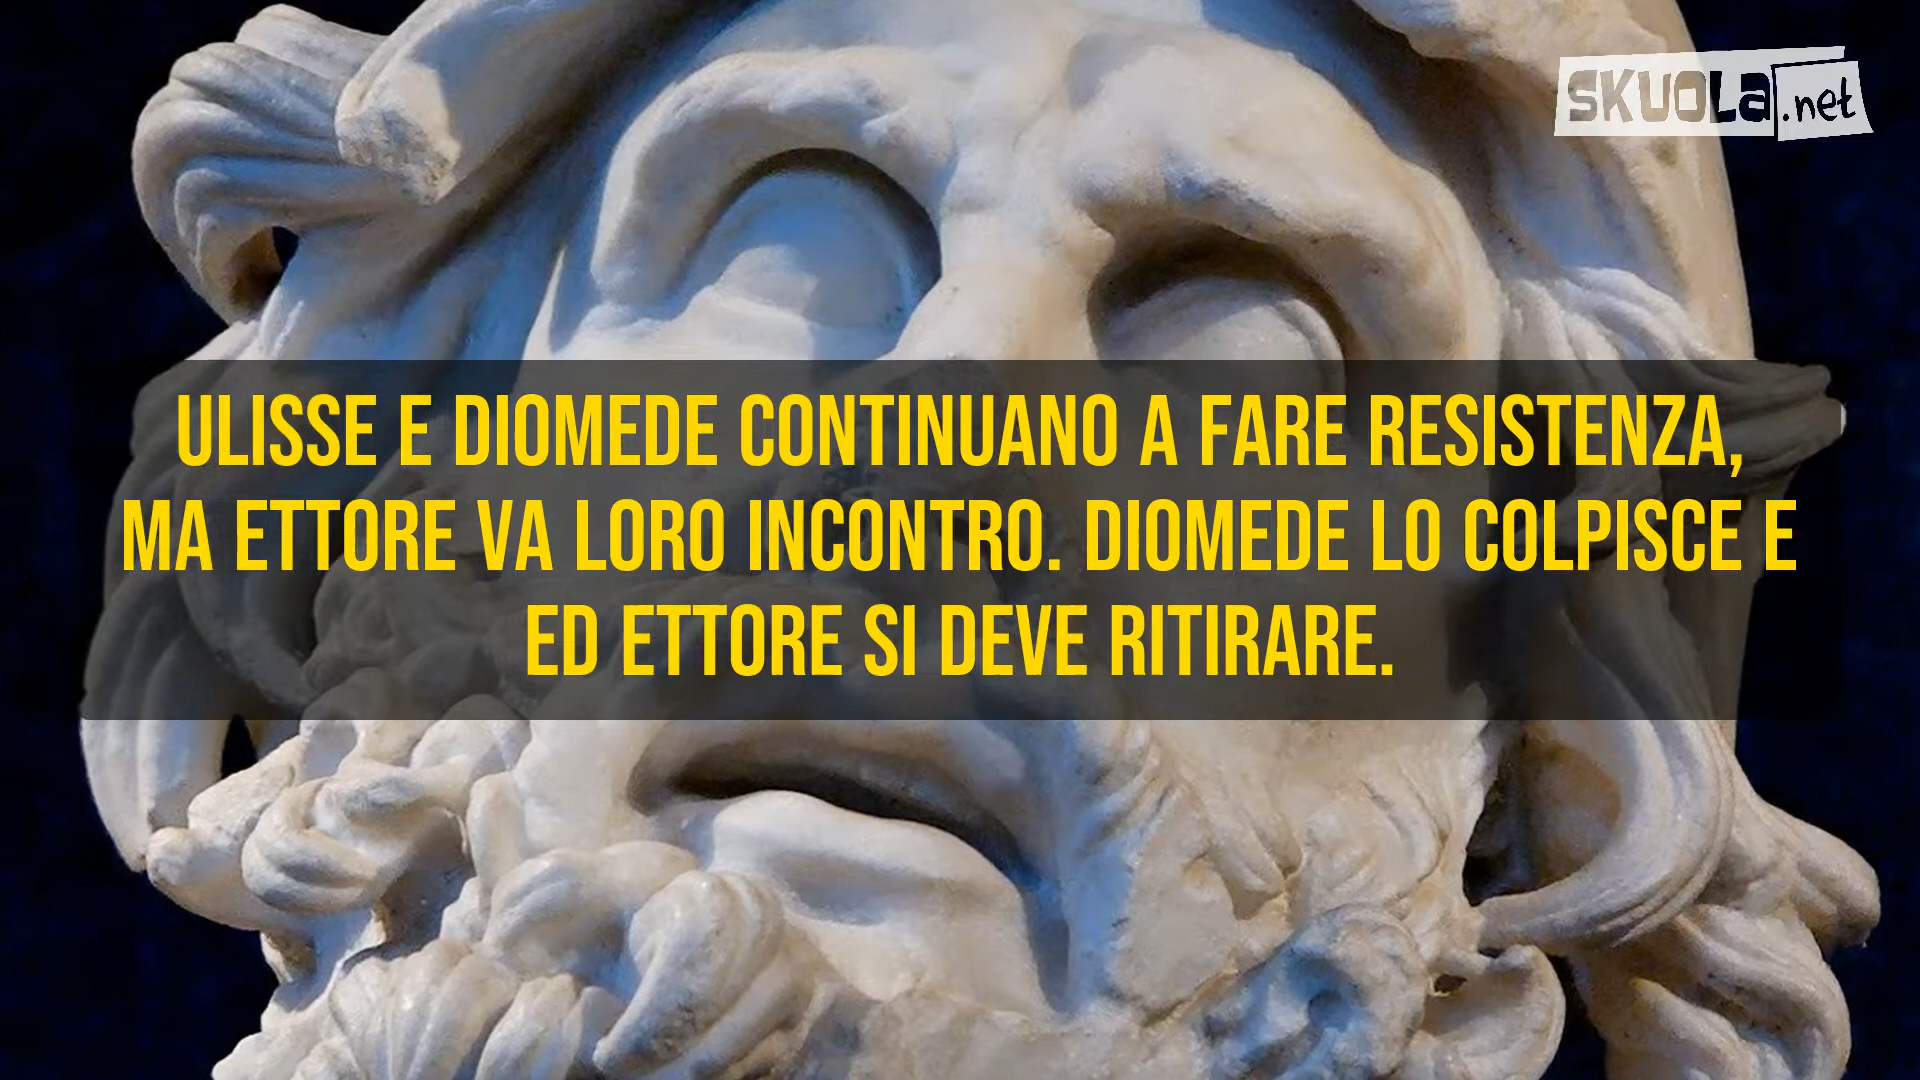 SKUOLA.net
ULISSE E DIOMEDE CONTINUANO A FARE RESISTENZA,
MA ETTORE VA LORO INCONTRO. DIOMEDE LO COLPISCE E
ED ETTORE SI DEVE RITIRARE.